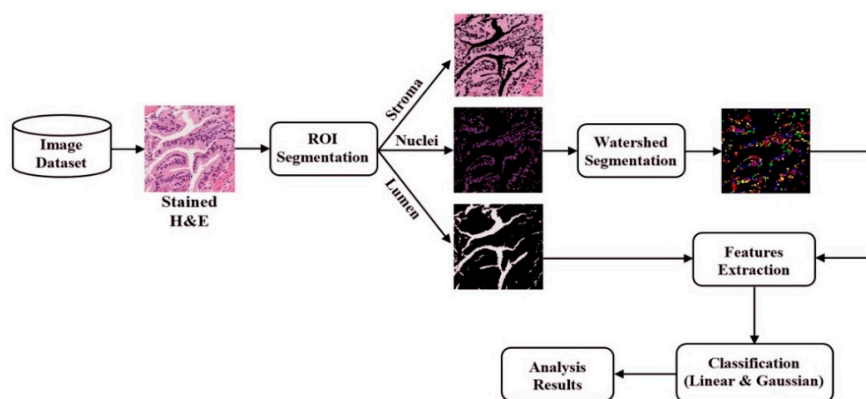 Image
Dataset
Stained
H&E
ROI
Segmentation
Stroma
Nuclei
Lumen
Watershed
Segmentation
Features
Extraction
Classification
(Linear & Gaussian)
Analysis
Results